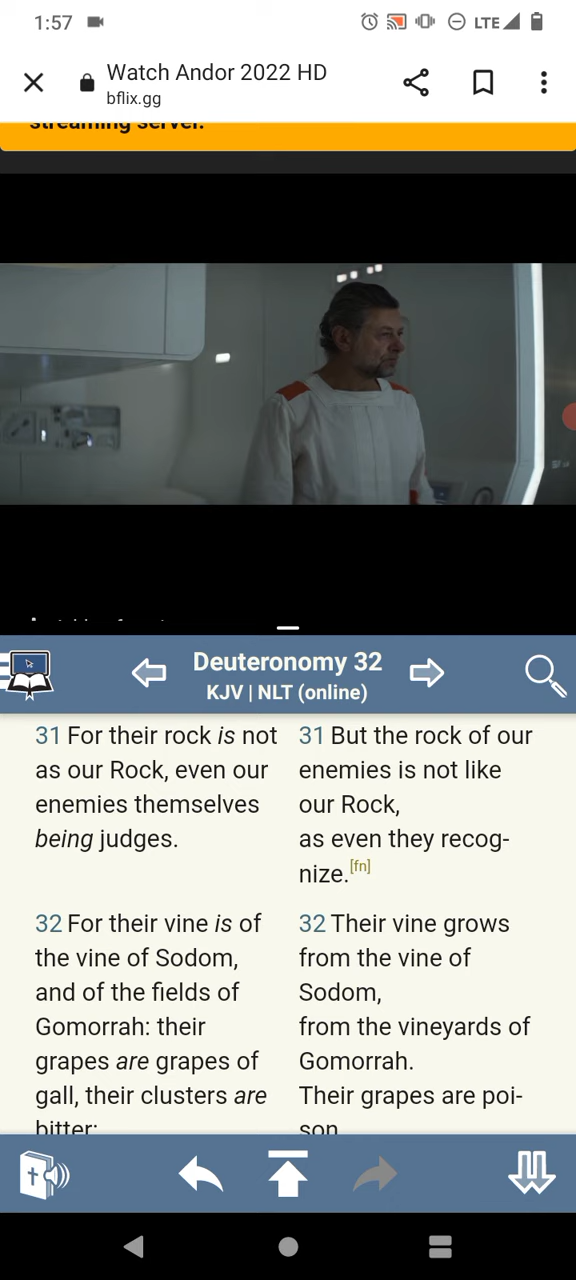 1:57
LTE
Watch Andor 2022 HD
bflix.gg
streaming server.
Deuteronomy 32
KJV | NLT (online)
31 For their rock is not
as our Rock, even our
enemies themselves
being judges.
31 But the rock of our
enemies is not like
our Rock,
as even they recog-
nize.[fn]
32 For their vine is of
the vine of Sodom,
and of the fields of
Gomorrah: their
grapes are grapes of
gall, their clusters are
bitter:
32 Their vine grows
from the vine of
Sodom,
from the vineyards of
Gomorrah.
Their grapes are poi-
son